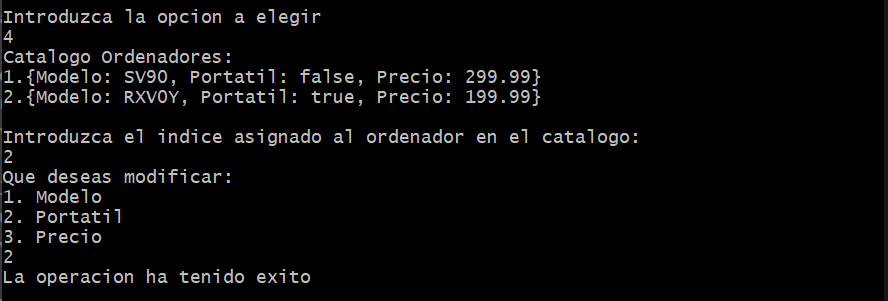 Introduzca la opcion a elegir
4
Catalogo Ordenadores:
1.{Modelo: SV90, Portatil: false, Precio: 299.99}
2.{Modelo: RXV0Y, Portatil: true, Precio: 199.99}
Introduzca el indice asignado al ordenador en el catalogo:
2
Que deseas modificar:
1. Modelo
2. Portatil
3. Precio
2
La operacion ha tenido exito